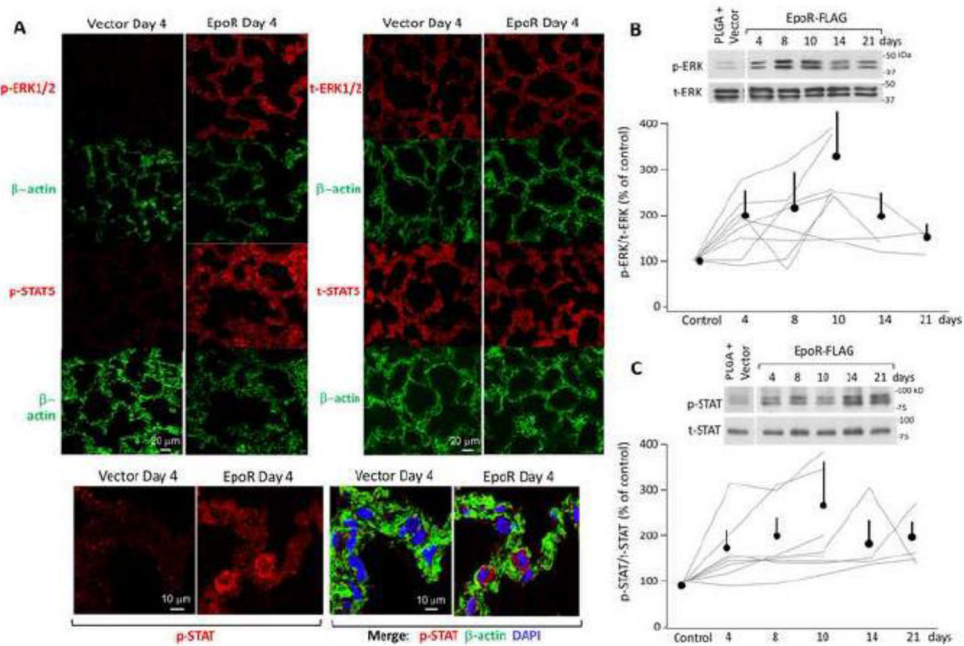 A
Vector Day 4 EpoR Day 4
Vector Day 4 EpoR Day 4
p-ERK1/2
t-ERK1/2
β-actin
β-actin
p-STAT5
t-STAT5
β-
actin
β-actin
20 μm
20 μm
Vector Day 4 EpoR Day 4
Vector Day 4 EpoR Day 4
10 μm
10 μm
p-STAT
Merge: p-STAT β-actin DAPI
B
PLGA +
Vector
EpoR-FLAG
4 8 10 14 21 days
p-ERK
-50 kDa
-37
t-ERK
-50
-37
p-ERK/t-ERK (% of control)
400
300
200
100
0
Control 4 8 10 14 21 days
EpoR-FLAG
C
PLGA +
Vector
4 8 10 14 21 days
p-STAT
-100 kD
-75
t-STAT
-100
-75
p-STAT/t-STAT (% of control)
400
300
200
100
0
Control 4 8 10 14 21 days